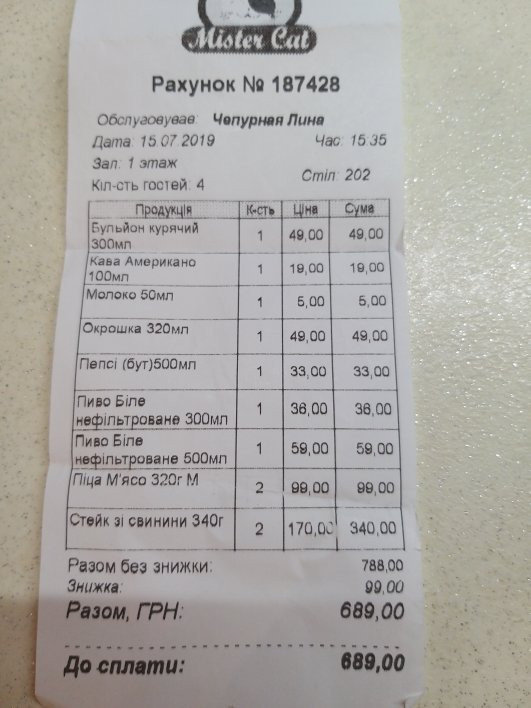 Mister Cat
Рахунок № 187428
Обслуговував: Чепурная Лина
Дата: 15.07.2019 Час: 15:35
Зал: 1 этаж
Кіл-сть гостей: 4 Стіл: 202
Продукція К-сть Ціна Сума
Бульйон курячий
300мл 1 49,00 49,00
Кава Американо
100мл 1 19,00 19,00
Молоко 50мл 1 5,00 5,00
Окрошка 320мл 1 49,00 49,00
Пепсі (бут)500мл 1 33,00 33,00
Пиво Біле
нефільтроване 300мл 1 36,00 36,00
Пиво Біле
нефільтроване 500мл 1 59,00 59,00
Піца М'ясо 320г М 2 99,00 99,00
Стейк зі свинини 340г 2 170,00 340,00
Разом без знижки: 788,00
Знижка: 99,00
Разом, ГРН: 689,00
До сплати: 689,00